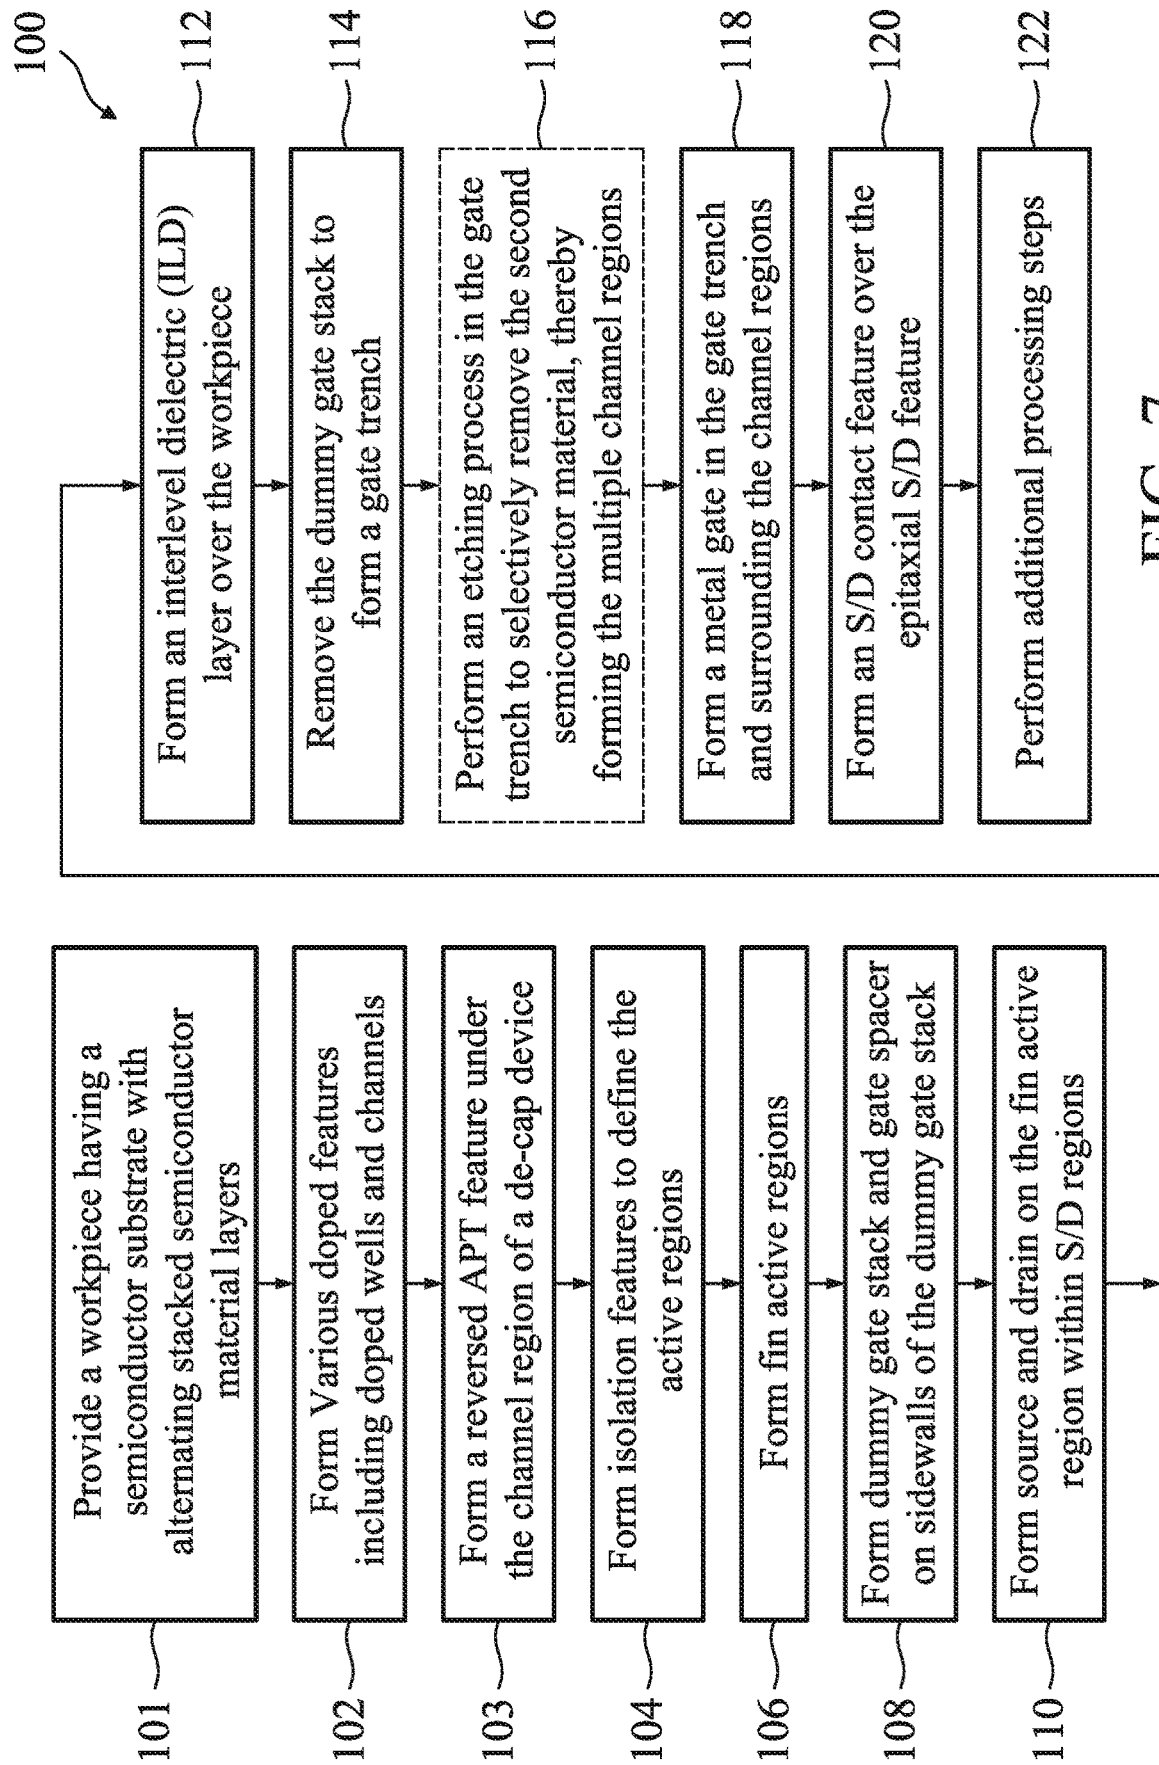 100
101
Provide a workpiece having a
semiconductor substrate with
alternating stacked semiconductor
material layers
102
Form Various doped features
including doped wells and channels
103
Form a reversed APT feature under
the channel region of a de-cap device
104
Form isolation features to define the
active regions
106
Form fin active regions
108
Form dummy gate stack and gate spacer
on sidewalls of the dummy gate stack
110
Form source and drain on the fin active
region within S/D regions
Form an interlevel dielectric (ILD)
layer over the workpiece
112
Remove the dummy gate stack to
form a gate trench
114
Perform an etching process in the gate
trench to selectively remove the second
semiconductor material, thereby
forming the multiple channel regions
116
Form a metal gate in the gate trench
and surrounding the channel regions
118
Form an S/D contact feature over the
epitaxial S/D feature
120
Perform additional processing steps
122
FIG. 7